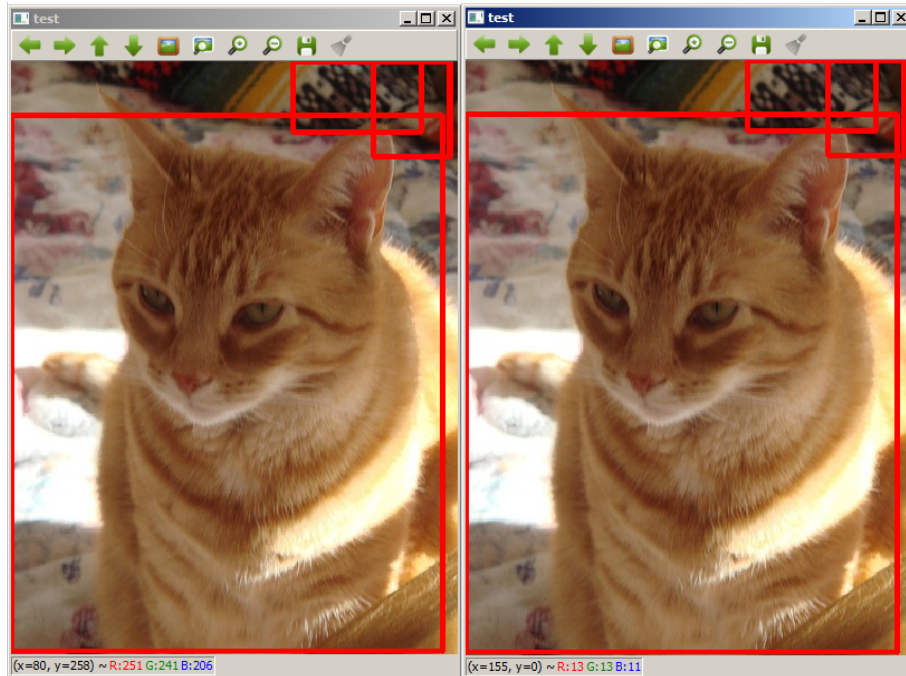 test
test
(x=80, y=258) ~ R:251 G:241 B:206
(x=155, y=0) ~ R:13 G:13 B:11